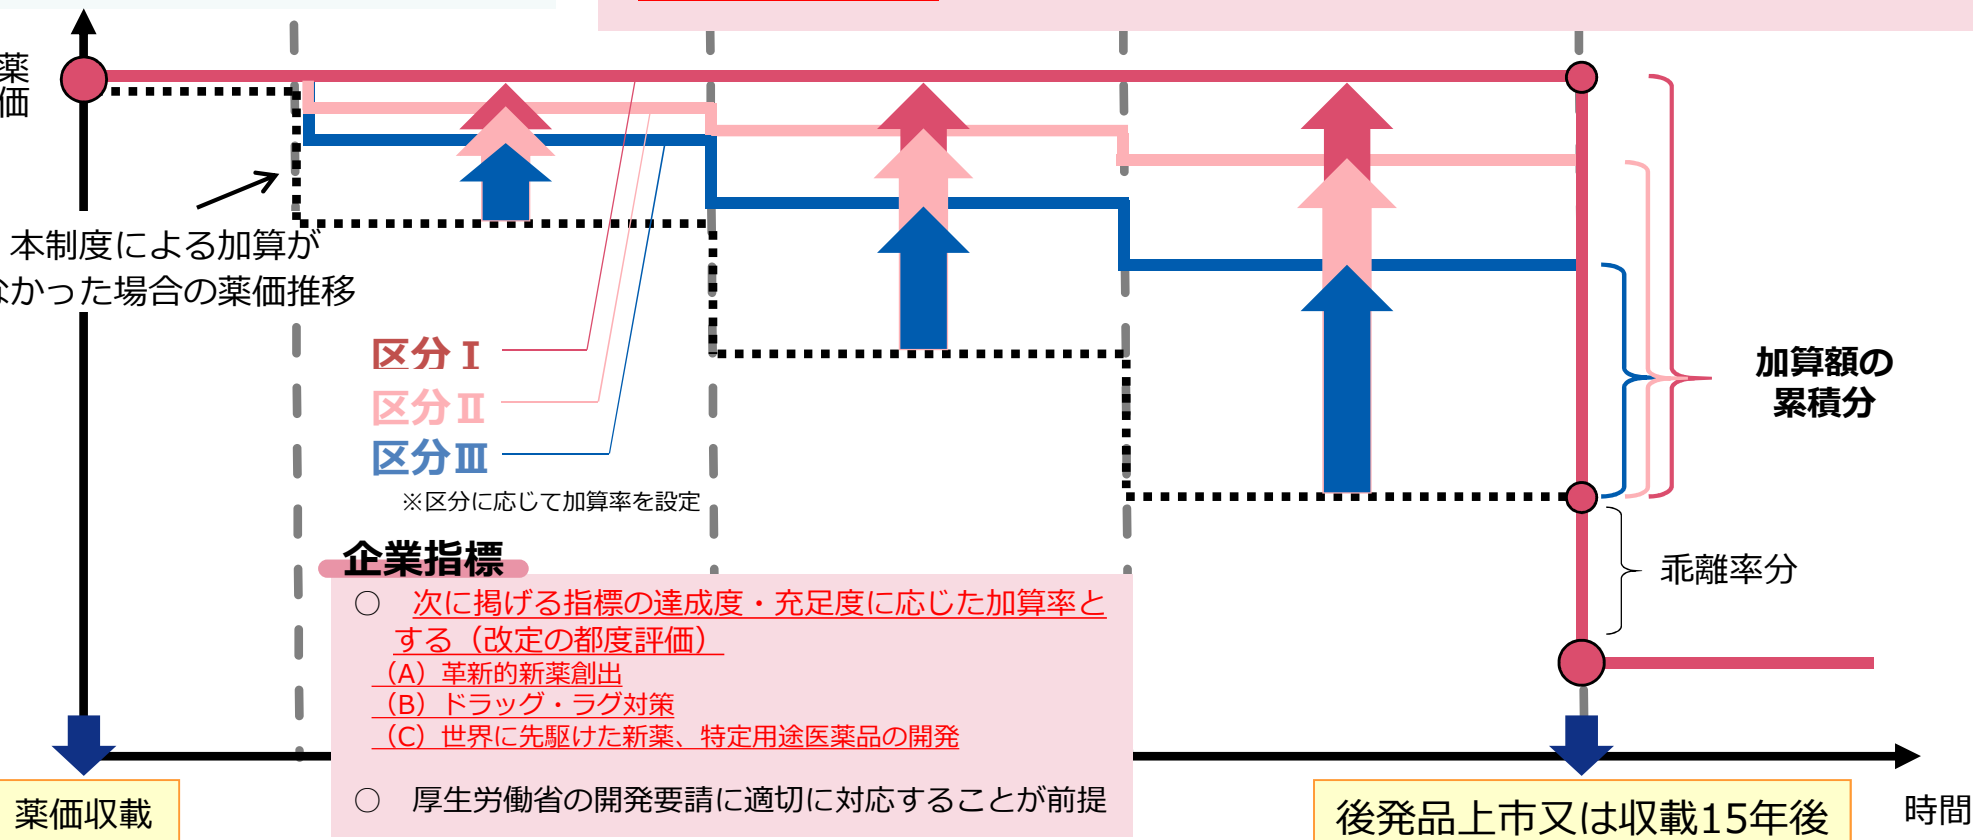 薬
価
本制度による加算が
なかった場合の薬価推移
区分Ⅰ
区分Ⅱ
区分Ⅲ
※区分に応じて加算率を設定
加算額の
累積分
乖離率分
企業指標
○ 次に掲げる指標の達成度・充足度に応じた加算率と
する（改定の都度評価）
（A）革新的新薬創出
（B）ドラッグ・ラグ対策
（C）世界に先駆けた新薬、特定用途医薬品の開発
○ 厚生労働省の開発要請に適切に対応することが前提
薬価収載
後発品上市又は収載15年後
時間